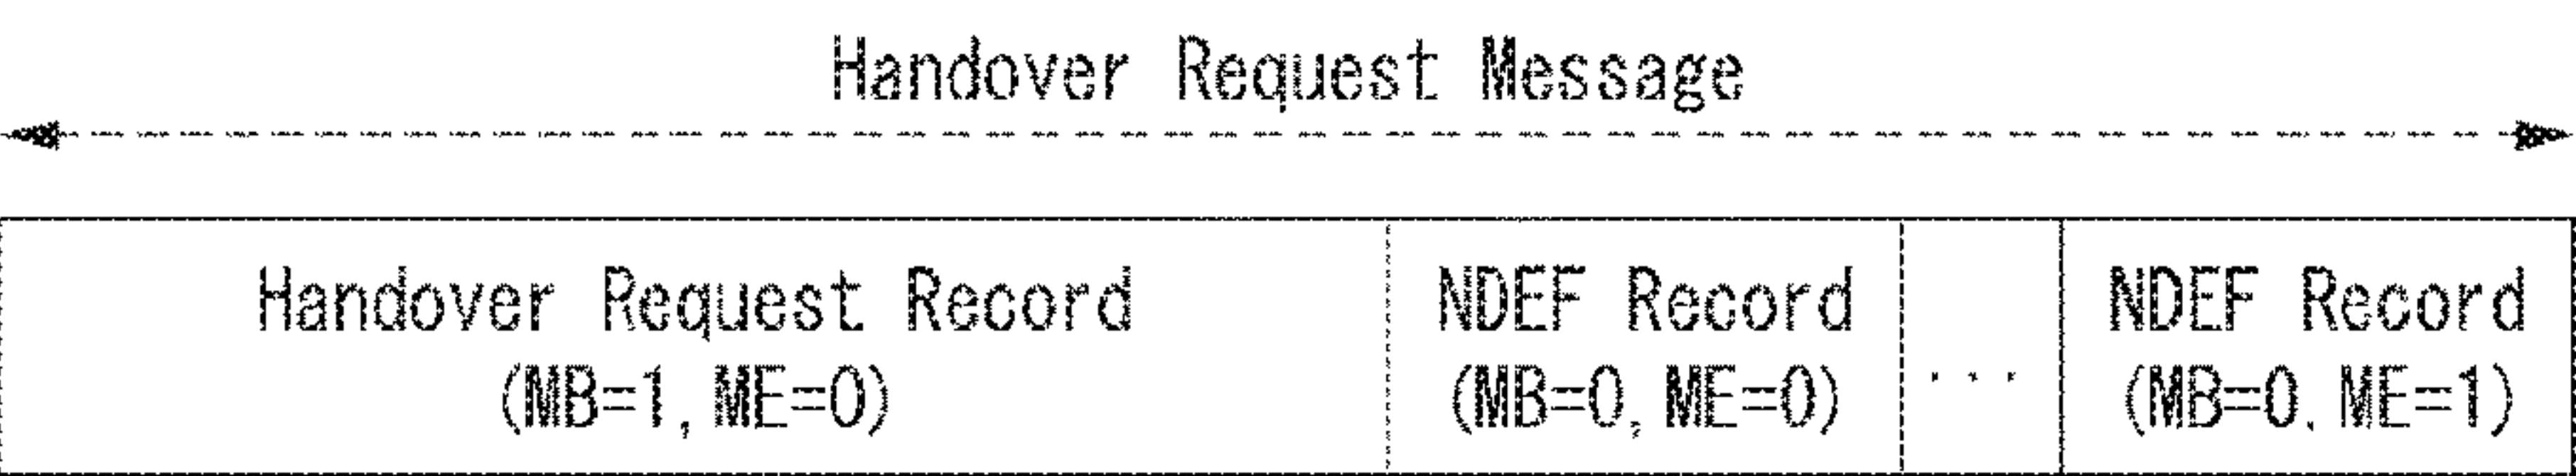 Handover Request Message
Handover Request Record
(MB=1, ME=0)
NDEF Record
(MB=0, ME=0)
...
NDEF Record
(MB=0. ME=1)